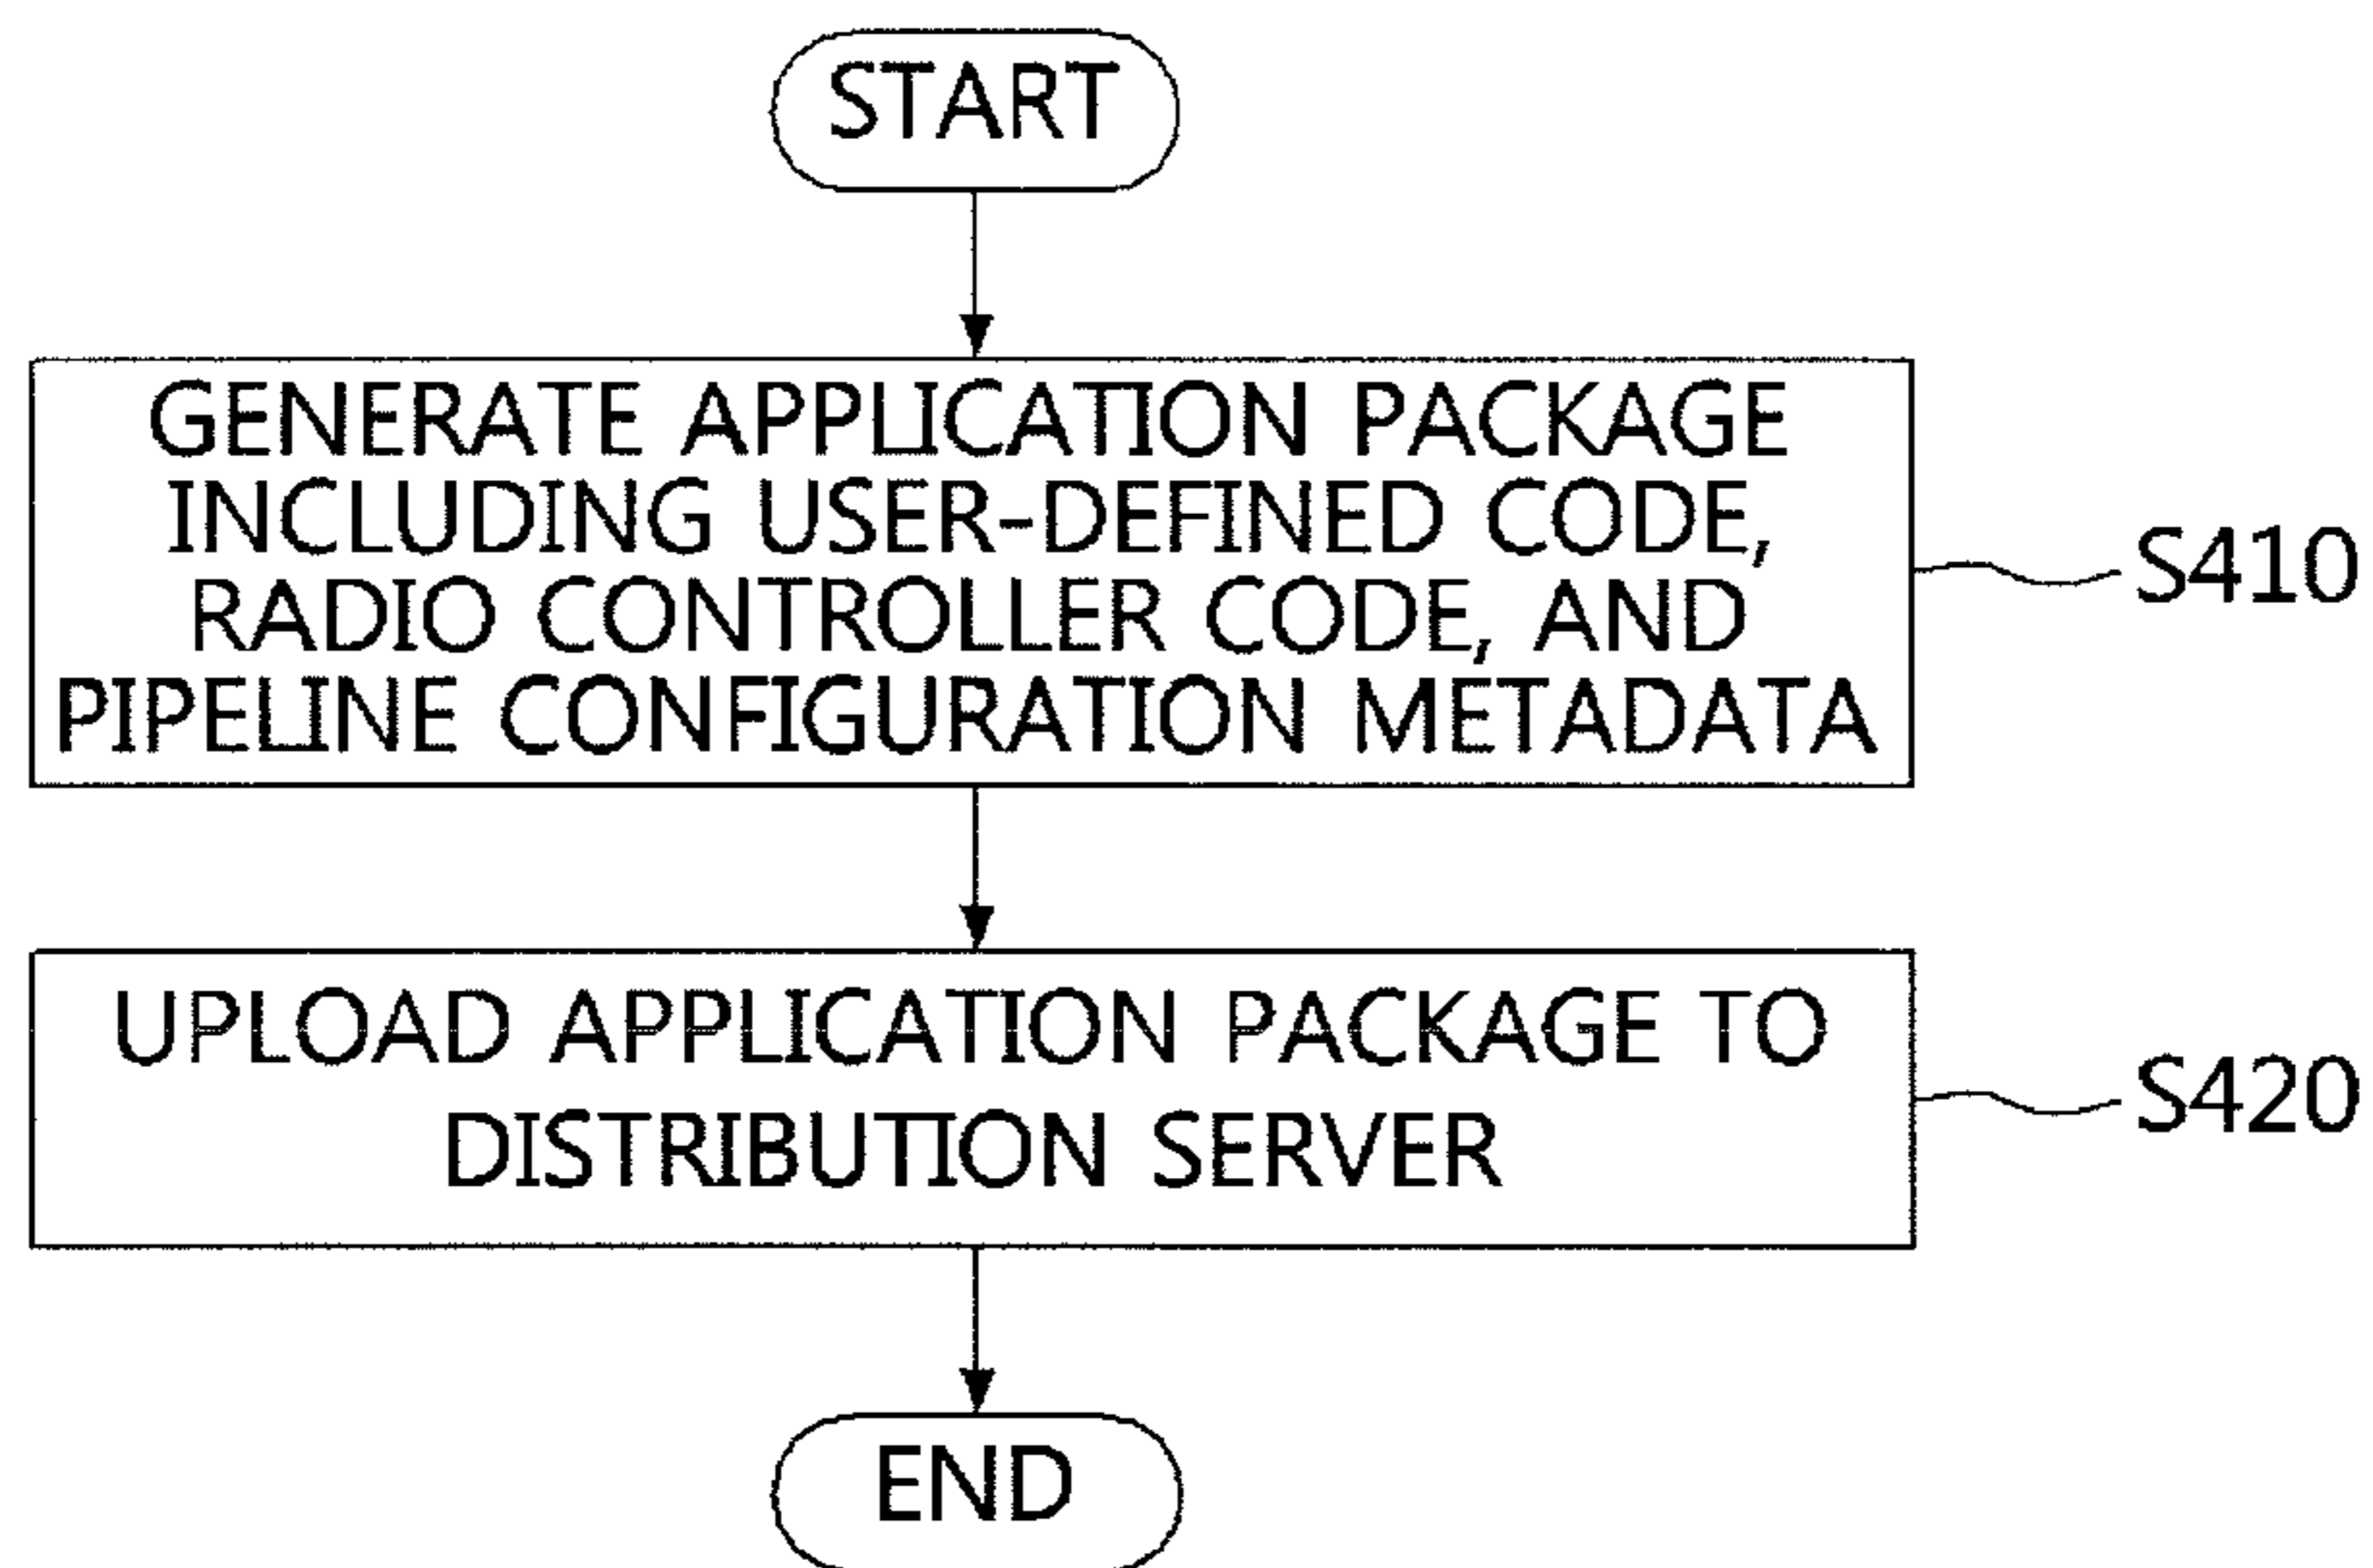 START
GENERATE APPLICATION PACKAGE
INCLUDING USER-DEFINED CODE,
RADIO CONTROLLER CODE, AND
PIPELINE CONFIGURATION METADATA
S410
UPLOAD APPLICATION PACKAGE TO
DISTRIBUTION SERVER
S420
END